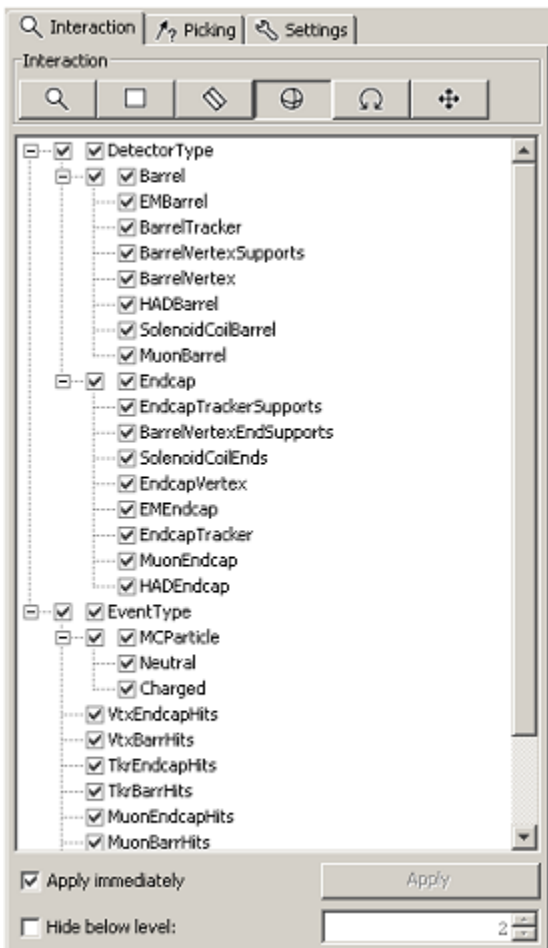 Interaction Picking Settings
Interaction
DetectorType
Barrel
EMBarrel
BarrelTracker
BarrelVertexSupports
BarrelVertex
HADBarrel
SolenoidCoilBarrel
MuonBarrel
Endcap
EndcapTrackerSupports
BarrelVertexEndSupports
SolenoidCoilEnds
EndcapVertex
EMEndcap
EndcapTracker
MuonEndcap
HADEndcap
EventType
MCParticle
Neutral
Charged
VtxEndcapHits
VtxBarrHits
TkrEndcapHits
TkrBarrHits
MuonEndcapHits
MuonBarrHits
Apply immediately Apply
Hide below level: 2